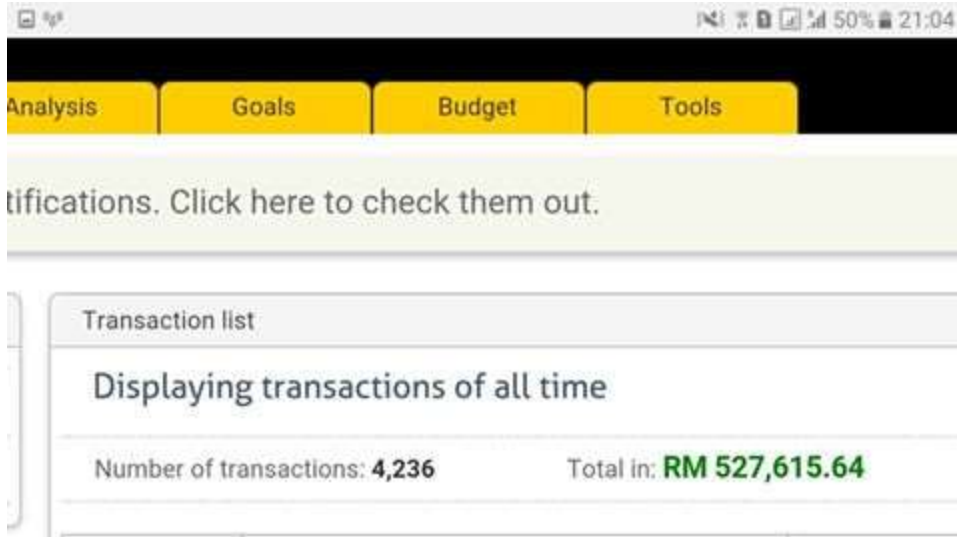 50% 21:04
Analysis Goals Budget Tools
tifications. Click here to check them out.
Transaction list
Displaying transactions of all time
Number of transactions: 4,236 Total in: RM 527,615.64